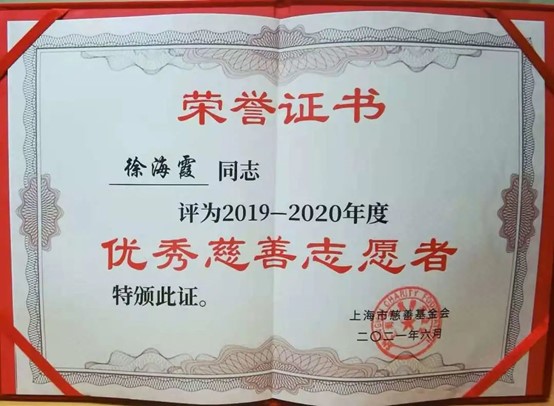 荣誉证书
徐海霞 同志
评为2019—2020年度
优秀慈善志愿者
特颁此证。
上海市慈善基金会
二〇二一年六月